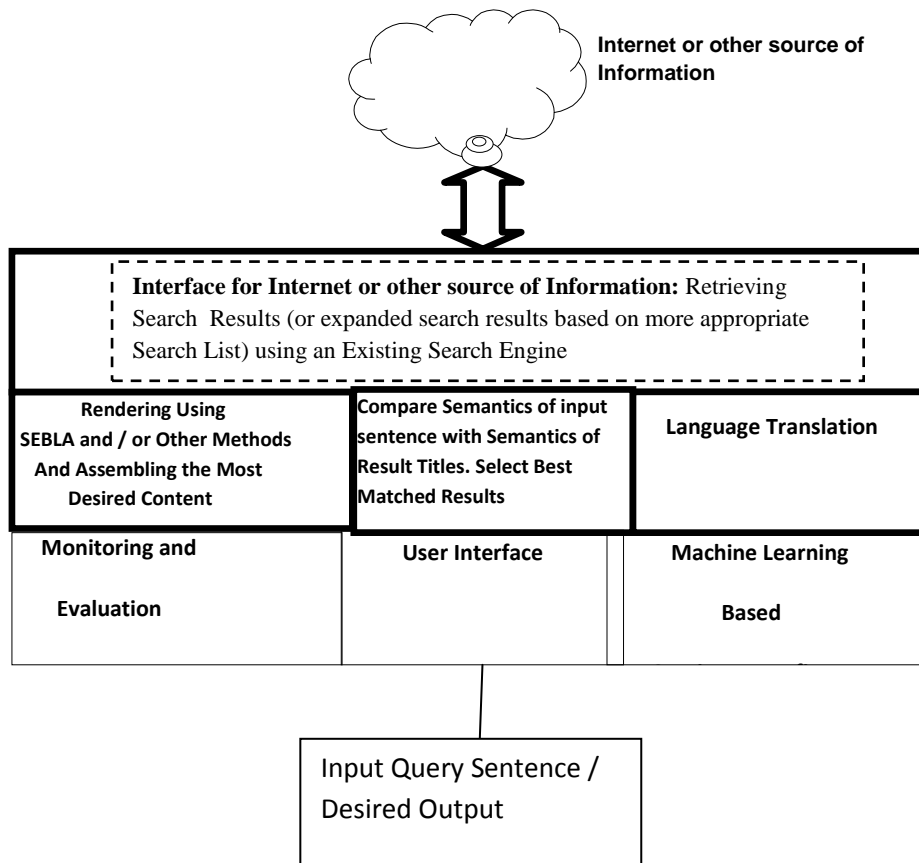 Internet or other source of
Information
Interface for Internet or other source of Information: Retrieving
Search Results (or expanded search results based on more appropriate
Search List) using an Existing Search Engine
Rendering Using
SEBLA and / or Other Methods
And Assembling the Most
Desired Content
Compare Semantics of input
sentence with Semantics of
Result Titles. Select Best
Matched Results
Language Translation
Monitoring and
Evaluation
User Interface
Machine Learning
Based
Input Query Sentence /
Desired Output